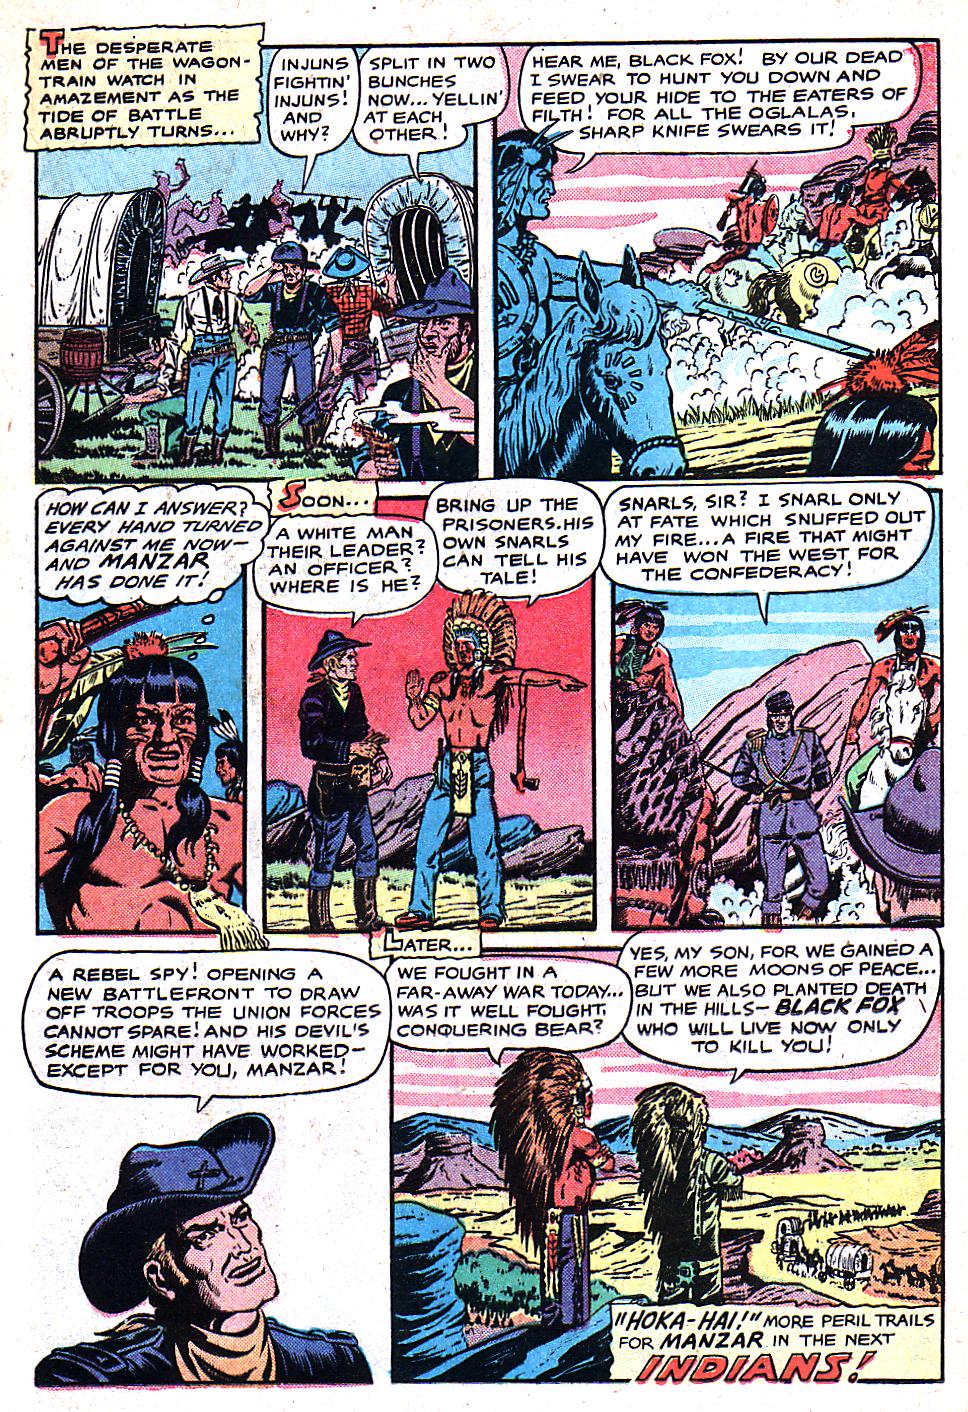 THE DESPERATE
MEN OF THE WAGON-
TRAIN WATCH IN
AMAZEMENT AS THE
TIDE OF BATTLE
ABRUPTLY TURNS...
INJUNS
FIGHTIN'
INJUNS!
AND
WHY?
SPLIT IN TWO
BUNCHES
NOW... YELLIN'
AT EACH
OTHER!
HEAR ME, BLACK FOX! BY OUR DEAD
I SWEAR TO HUNT YOU DOWN AND
FEED YOUR HIDE TO THE EATERS OF
FILTH! FOR ALL THE OGLALAS,
SHARP KNIFE SWEARS IT!
HOW CAN I ANSWER?
EVERY HAND TURNED
AGAINST ME NOW—
AND MANZAR
HAS DONE IT!
SOON...
A WHITE MAN
THEIR LEADER?
AN OFFICER?
WHERE IS HE?
BRING UP THE
PRISONERS. HIS
OWN SNARLS
CAN TELL HIS
TALE!
SNARLS, SIR? I SNARL ONLY
AT FATE WHICH SNUFFED OUT
MY FIRE... A FIRE THAT MIGHT
HAVE WON THE WEST FOR
THE CONFEDERACY!
A REBEL SPY! OPENING A
NEW BATTLEFRONT TO DRAW
OFF TROOPS THE UNION FORCES
CANNOT SPARE! AND HIS DEVIL'S
SCHEME MIGHT HAVE WORKED—
EXCEPT FOR YOU, MANZAR!
LATER...
WE FOUGHT IN A
FAR-AWAY WAR TODAY...
WAS IT WELL FOUGHT,
CONQUERING BEAR?
YES, MY SON, FOR WE GAINED A
FEW MORE MOONS OF PEACE...
BUT WE ALSO PLANTED DEATH
IN THE HILLS— BLACK FOX
WHO WILL LIVE NOW ONLY
TO KILL YOU!
"HOKA-HAI!" MORE PERIL TRAILS
FOR MANZAR IN THE NEXT
INDIANS!